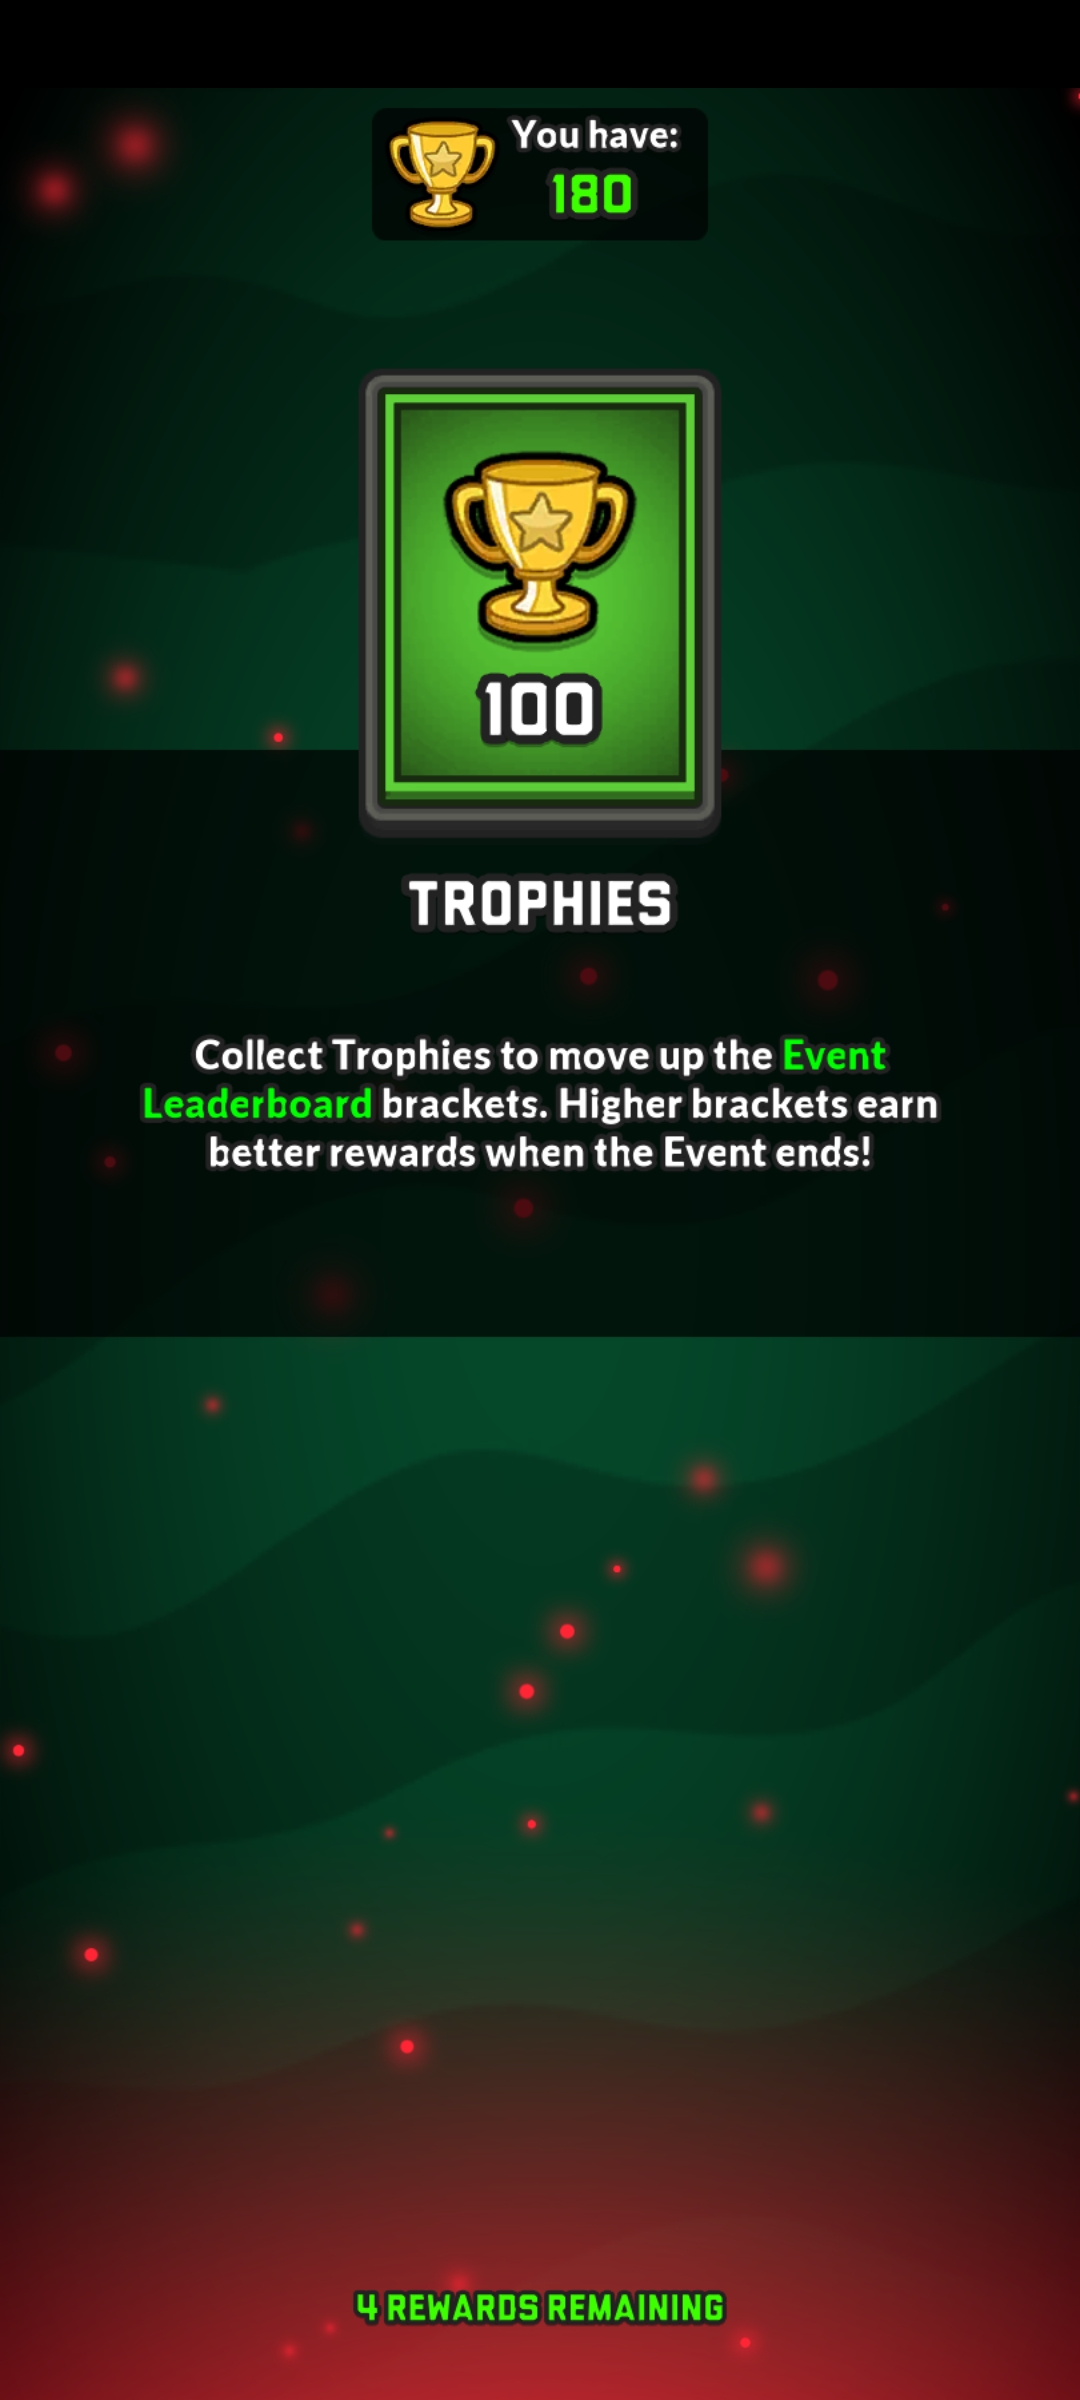 You have:
180
100
TROPHIES
Collect Trophies to move up the Event
Leaderboard brackets. Higher brackets earn
better rewards when the Event ends!
4 REWARDS REMAINING